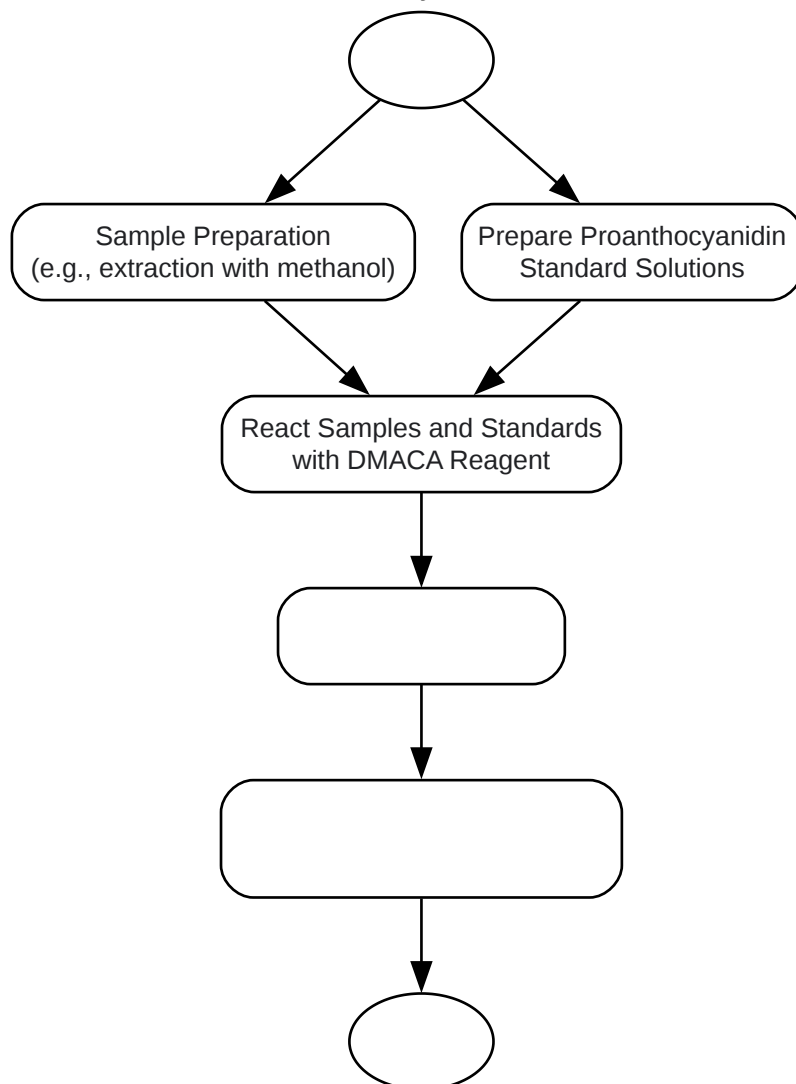 Sample Preparation
(e.g., extraction with methanol)
Prepare Proanthocyanidin
Standard Solutions
React Samples and Standards
with DMACA Reagent